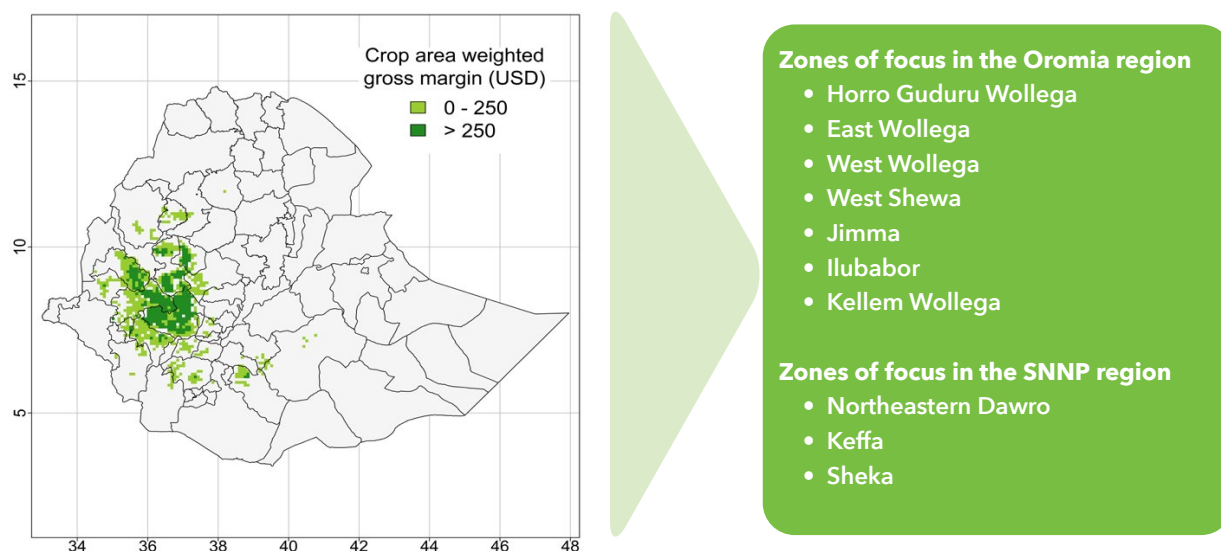 Crop area weighted
gross margin (USD)
0 - 250
> 250
15
10
5
34
36
38
40
42
44
46
48
Zones of focus in the Oromia region
• Horro Guduru Wollega
• East Wollega
• West Wollega
• West Shewa
• Jimma
• Ilubabor
• Kellem Wollega
Zones of focus in the SNNP region
• Northeastern Dawro
• Keffa
• Sheka